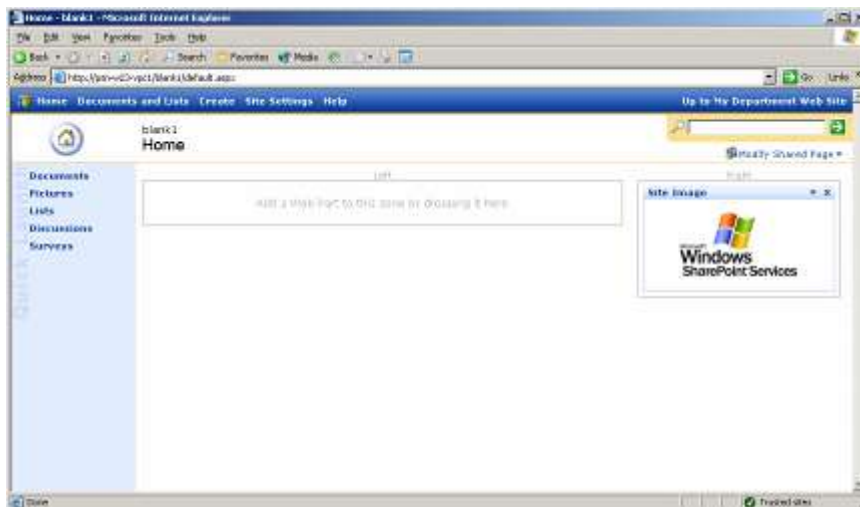 Home - blank1 - Microsoft Internet Explorer
File Edit View Favorites Tools Help
Back Search Favorites Media
Address Go Links
Home Documents and Lists Create Site Settings Help Up to My Department Web Site
blank1
Home
Modify Shared Page
Documents
Pictures
Lists
Discussions
Surveys
Quick
Left
Right
Add a Web Part to this zone by dropping it here
Site Image
Microsoft
Windows
SharePoint Services
Done
Trusted sites